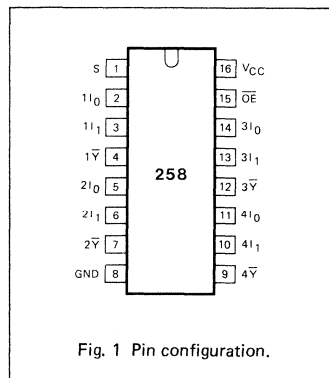 S 1 16 VCC
1I0 2 15 O̅E̅
1I1 3 14 3I0
1Y̅ 4 13 3I1
2I0 5 258 12 3Y̅
2I1 6 11 4I0
2Y̅ 7 10 4I1
GND 8 9 4Y̅
Fig. 1 Pin configuration.